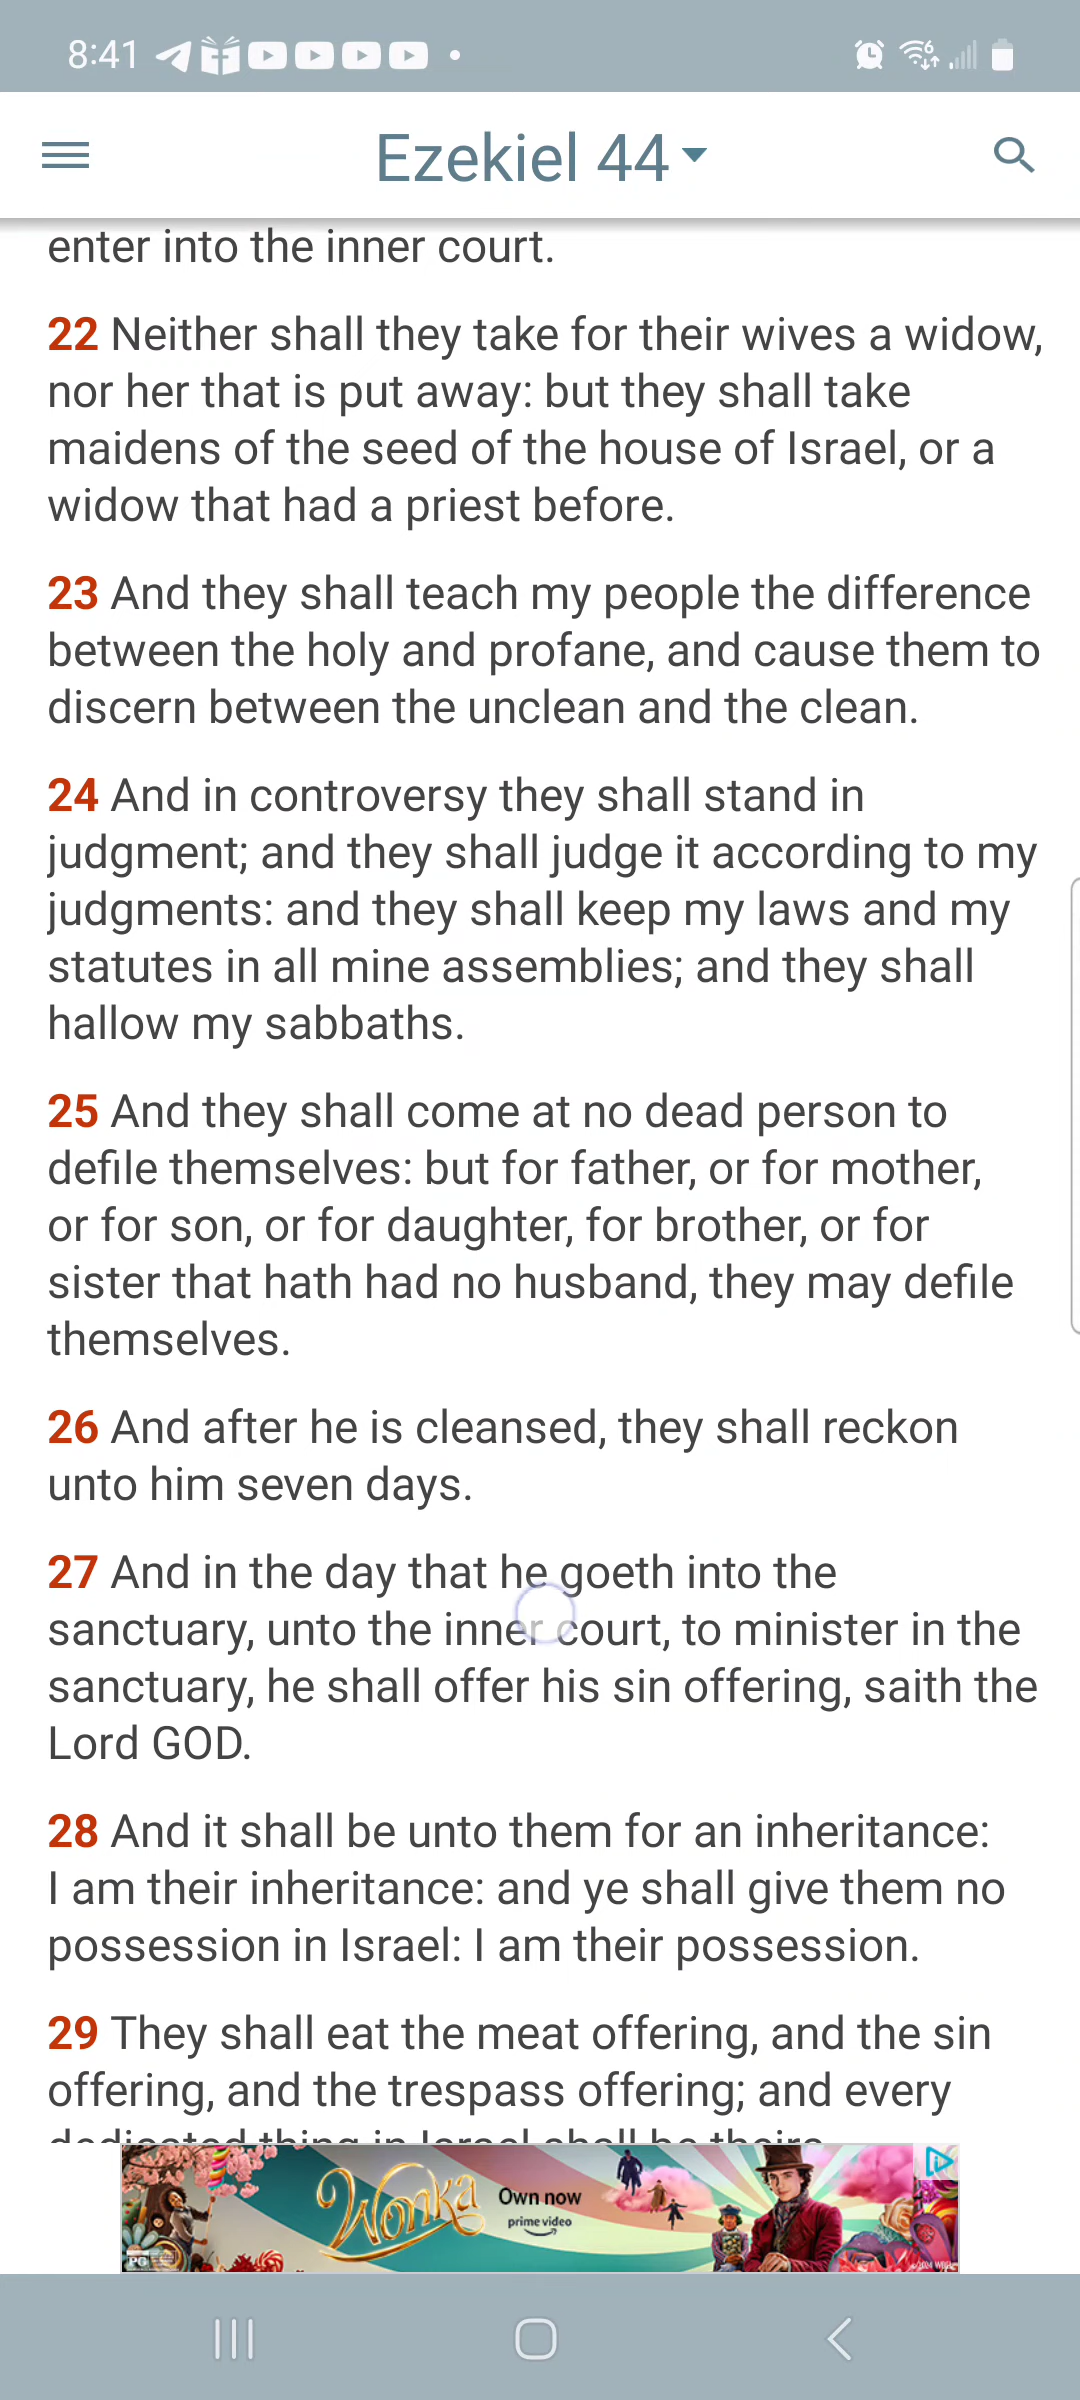 8:41
Ezekiel 44
enter into the inner court.
22 Neither shall they take for their wives a widow,
nor her that is put away: but they shall take
maidens of the seed of the house of Israel, or a
widow that had a priest before.
23 And they shall teach my people the difference
between the holy and profane, and cause them to
discern between the unclean and the clean.
24 And in controversy they shall stand in
judgment; and they shall judge it according to my
judgments: and they shall keep my laws and my
statutes in all mine assemblies; and they shall
hallow my sabbaths.
25 And they shall come at no dead person to
defile themselves: but for father, or for mother,
or for son, or for daughter, for brother, or for
sister that hath had no husband, they may defile
themselves.
26 And after he is cleansed, they shall reckon
unto him seven days.
27 And in the day that he goeth into the
sanctuary, unto the inner court, to minister in the
sanctuary, he shall offer his sin offering, saith the
Lord GOD.
28 And it shall be unto them for an inheritance:
I am their inheritance: and ye shall give them no
possession in Israel: I am their possession.
29 They shall eat the meat offering, and the sin
offering, and the trespass offering; and every
dedicated thing in Israel shall be theirs.
Wonka
Own now
prime video
PG